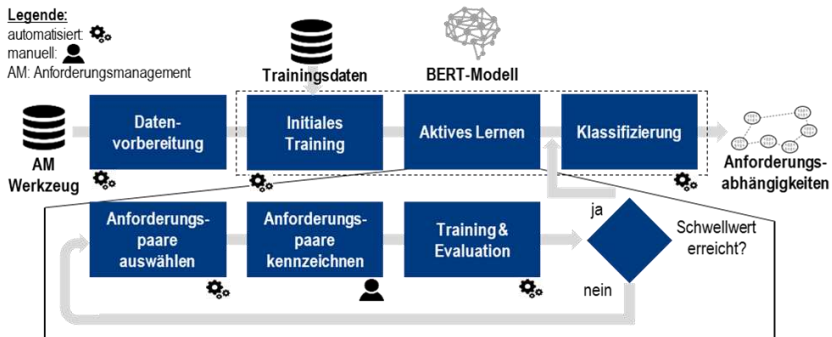 Legende:
automatisiert:
manuell:
AM: Anforderungsmanagement
Trainingsdaten
BERT-Modell
AM
Werkzeug
Daten-
vorbereitung
Initiales
Training
Aktives Lernen
Klassifizierung
Anforderungs-
abhängigkeiten
Anforderungs-
paare
auswählen
Anforderungs-
paare
kennzeichnen
Training &
Evaluation
ja
nein
Schwellwert
erreicht?